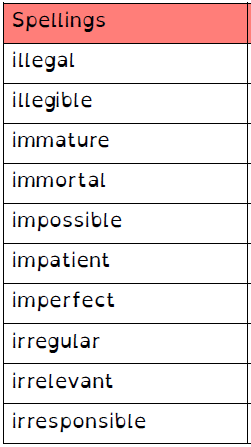 Spellings
illegal
illegible
immature
immortal
impossible
impatient
imperfect
irregular
irrelevant
irresponsible